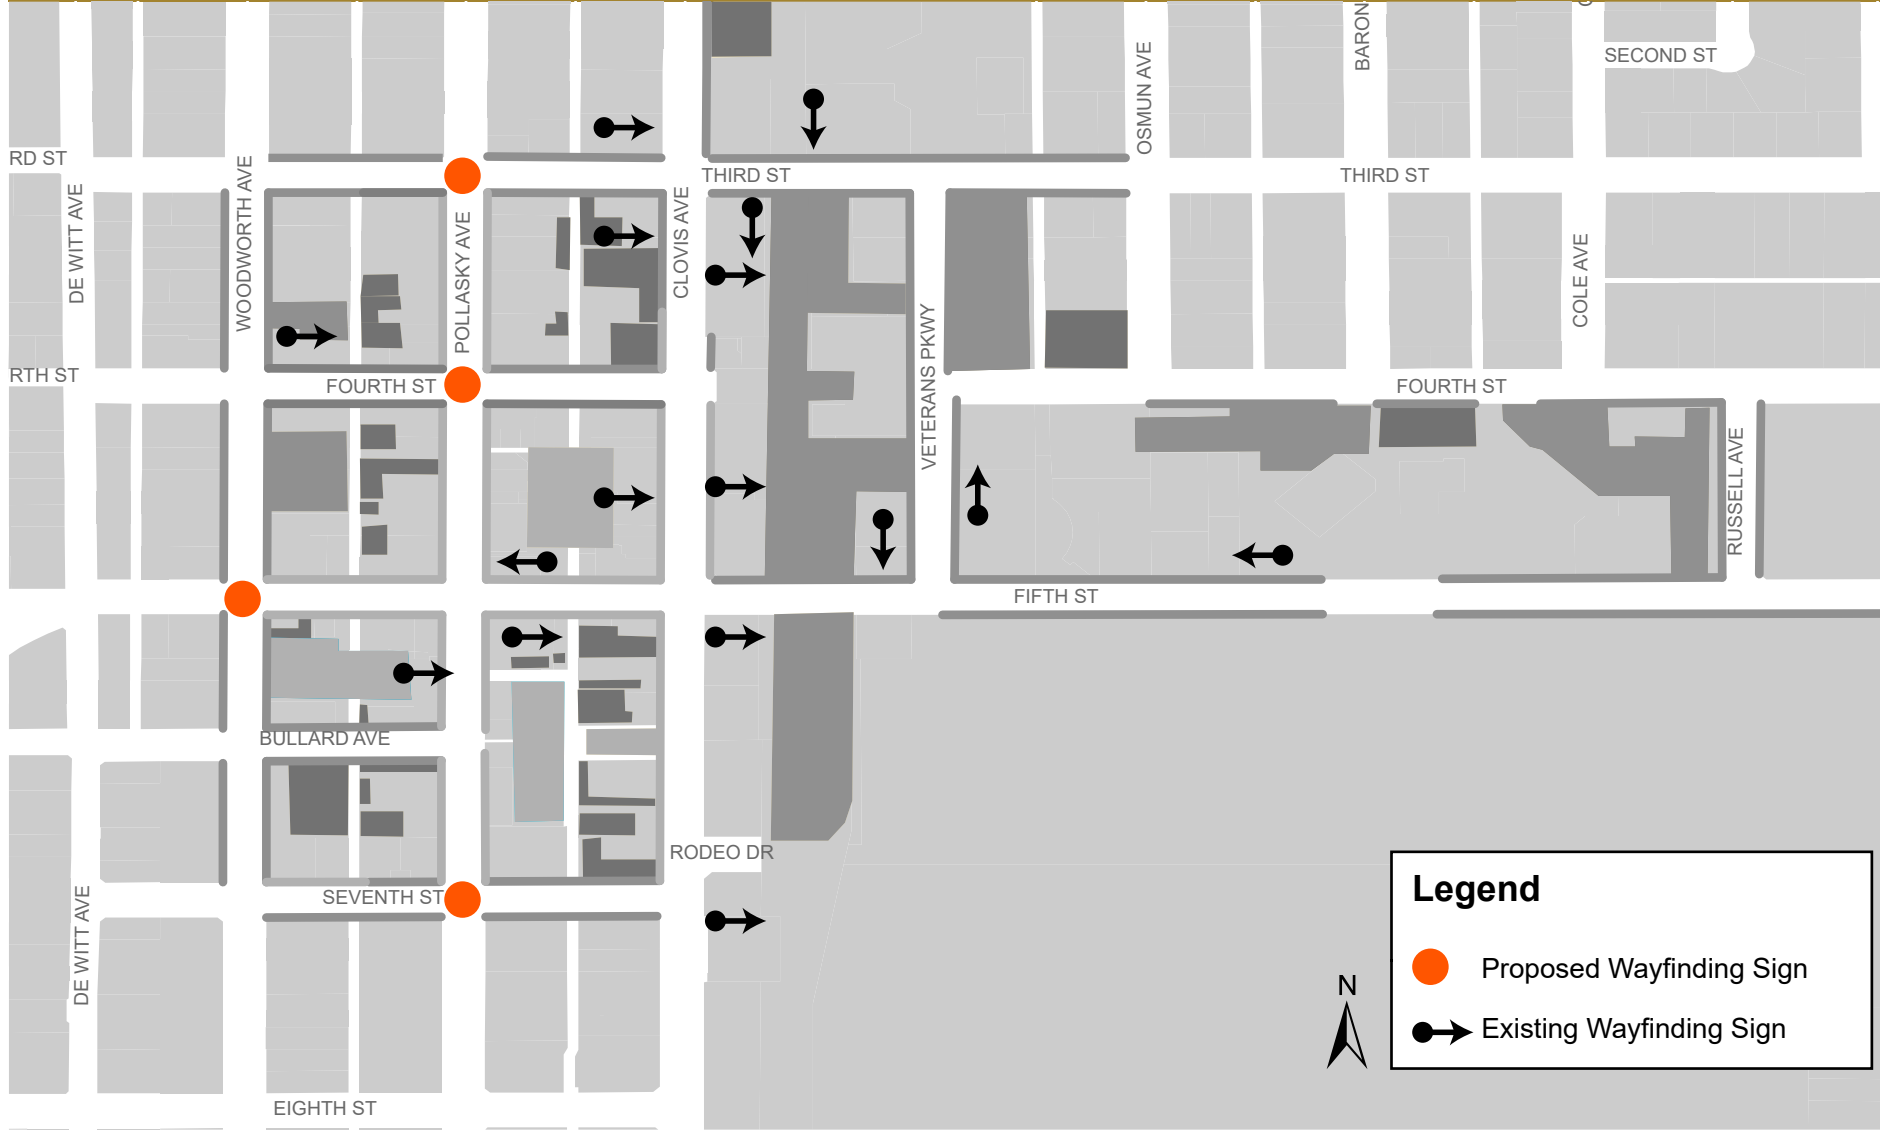 SECOND ST
BARON
OSMUN AVE
RD ST
THIRD ST
THIRD ST
DE WITT AVE
WOODWORTH AVE
POLLASKY AVE
CLOVIS AVE
COLE AVE
VETERANS PKWY
RTH ST
FOURTH ST
FOURTH ST
RUSSELL AVE
FIFTH ST
BULLARD AVE
RODEO DR
SEVENTH ST
DE WITT AVE
EIGHTH ST
N
Legend
Proposed Wayfinding Sign
Existing Wayfinding Sign